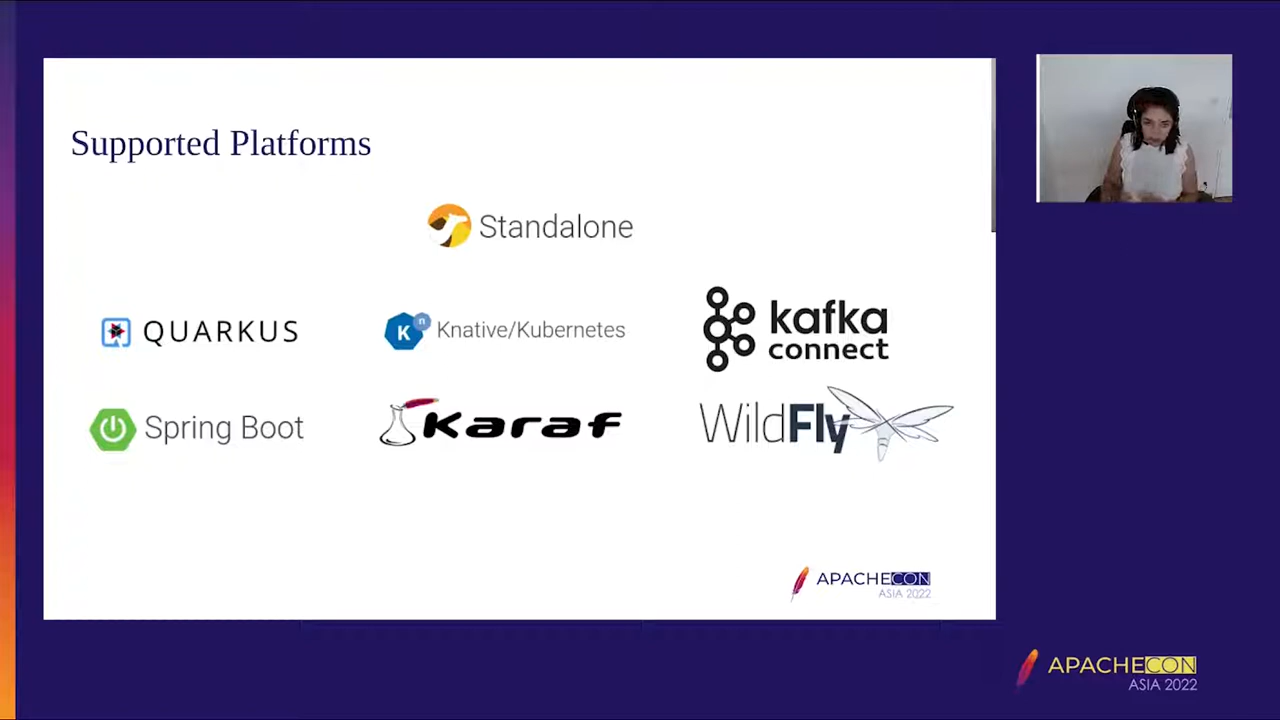 Supported Platforms
Standalone
QUARKUS
K n Knative/Kubernetes
kafka
connect
Spring Boot
Karaf
WildFly
APACHECON
ASIA 2022
APACHECON
ASIA 2022